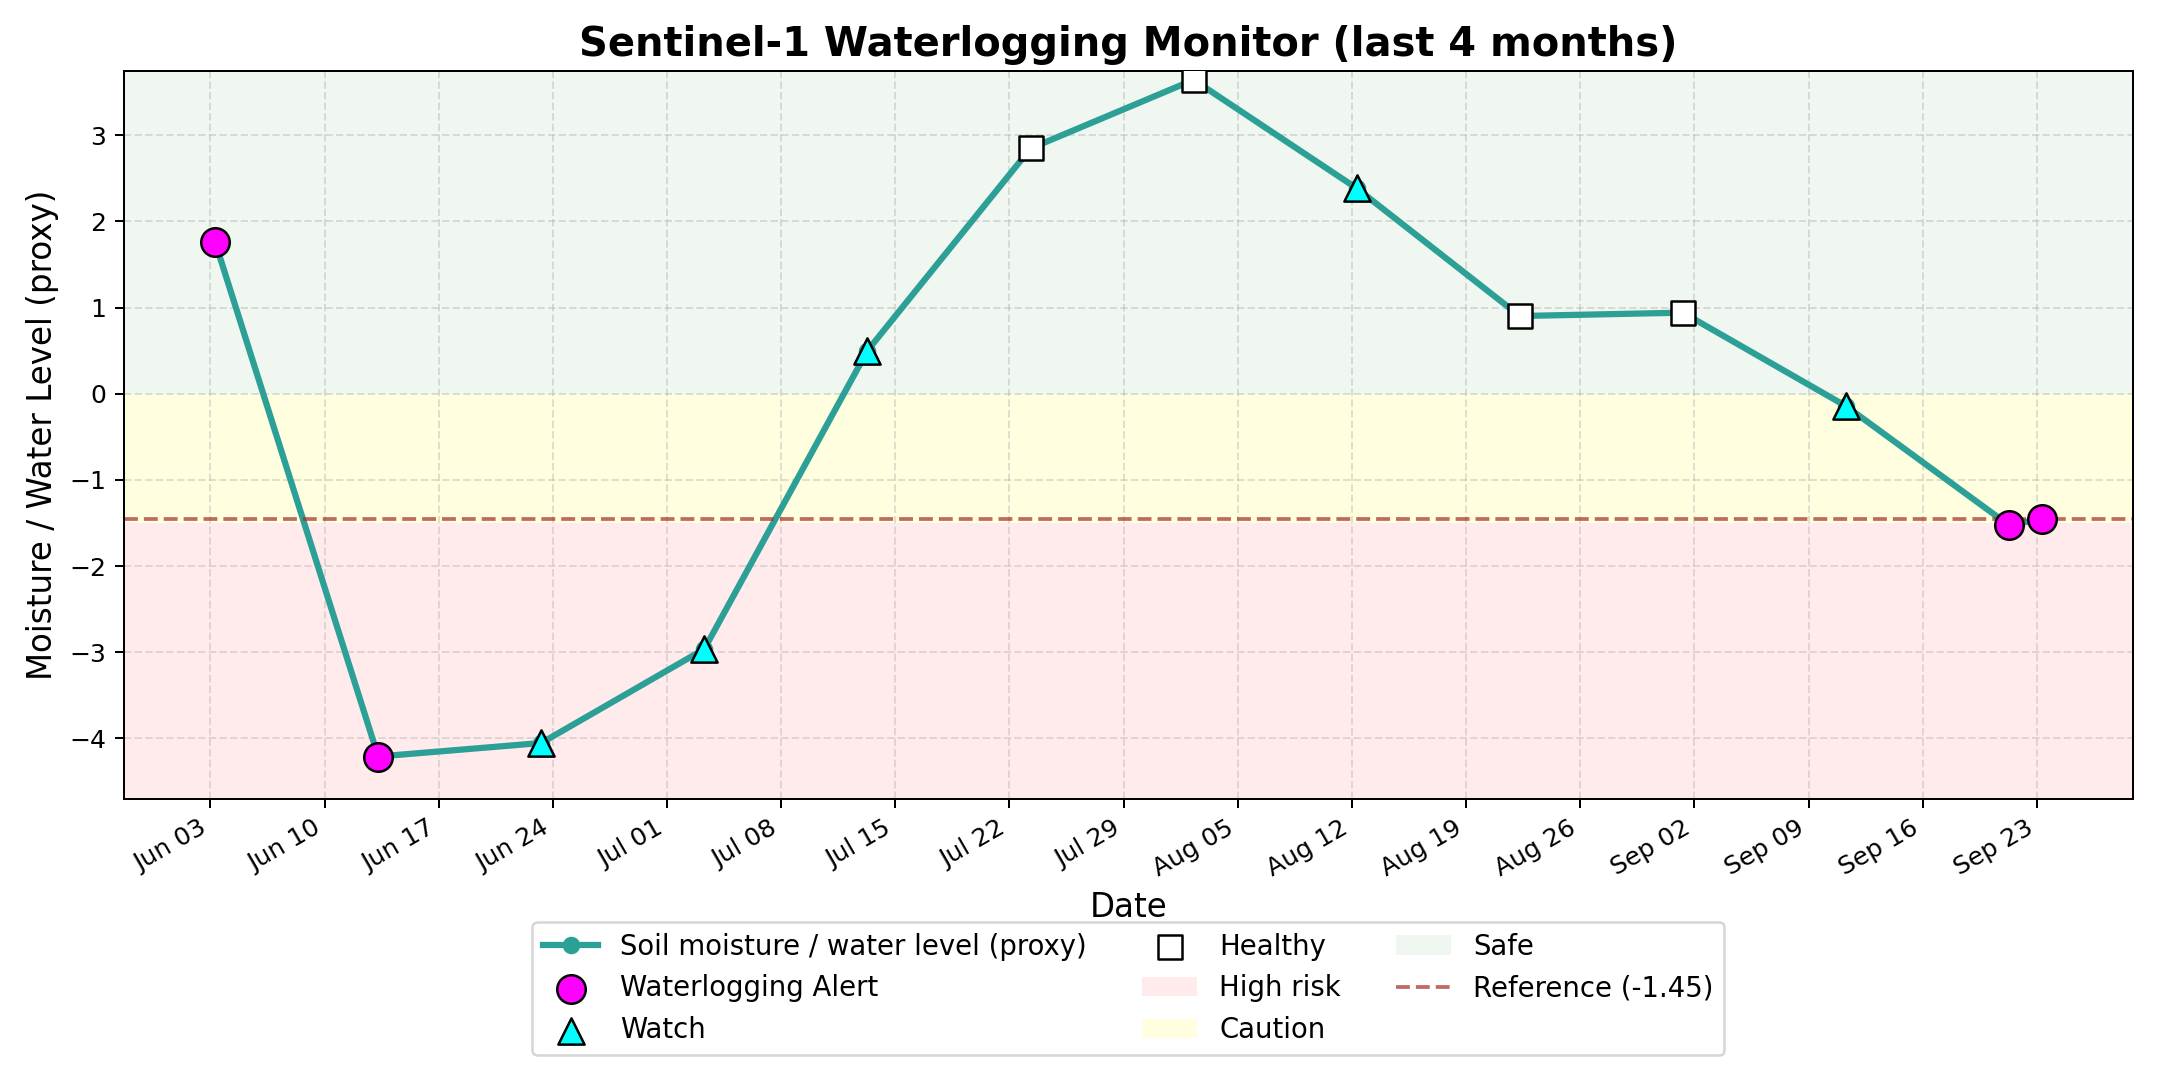 Sentinel-1 Waterlogging Monitor (last 4 months)
Moisture / Water Level (proxy)
3
2
1
0
−1
−2
−3
−4
Jun 03
Jun 10
Jun 17
Jun 24
Jul 01
Jul 08
Jul 15
Jul 22
Jul 29
Aug 05
Aug 12
Aug 19
Aug 26
Sep 02
Sep 09
Sep 16
Sep 23
Date
Soil moisture / water level (proxy)
Waterlogging Alert
Watch
Healthy
High risk
Caution
Safe
Reference (-1.45)